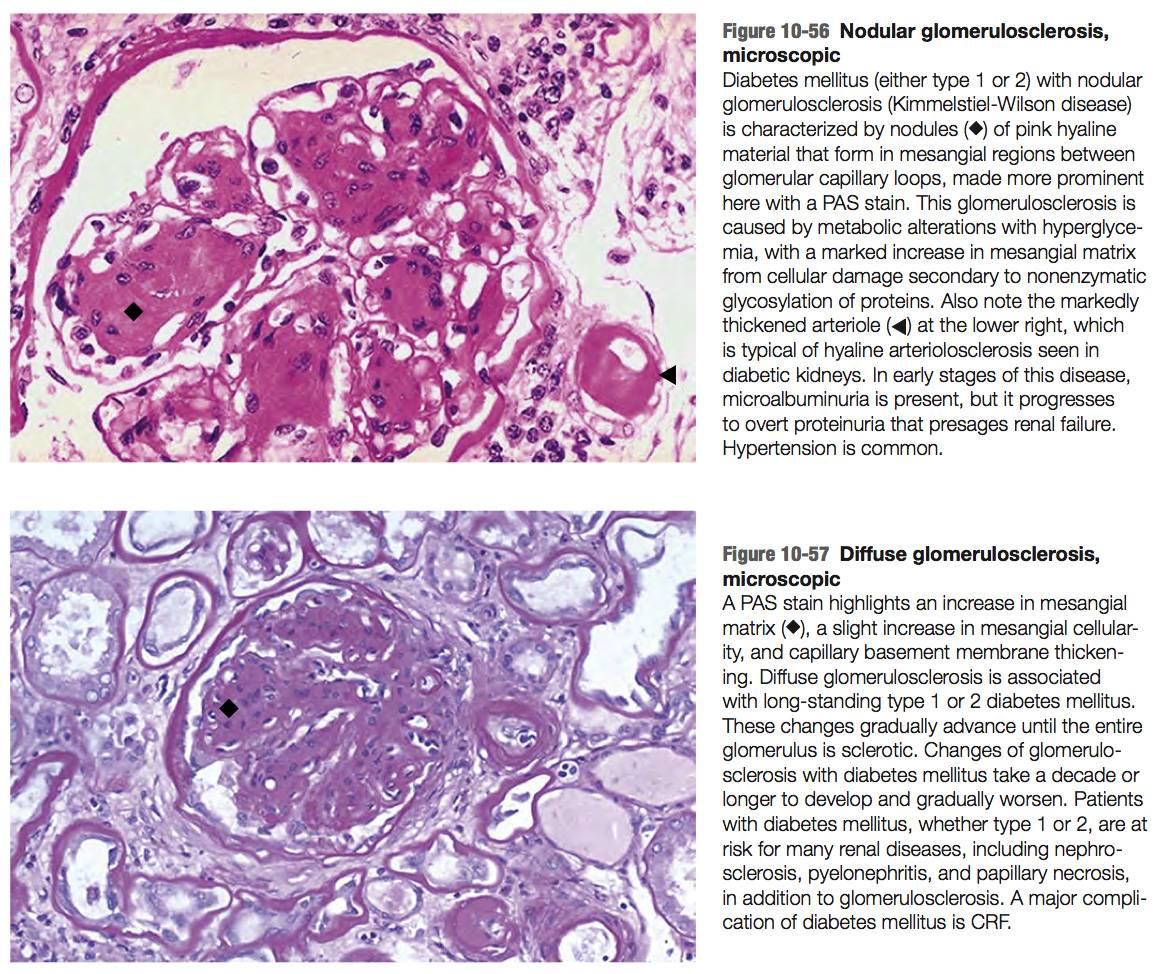 Figure 10-56 Nodular glomerulosclerosis,
microscopic
Diabetes mellitus (either type 1 or 2) with nodular
glomerulosclerosis (Kimmelstiel-Wilson disease)
is characterized by nodules (◆) of pink hyaline
material that form in mesangial regions between
glomerular capillary loops, made more prominent
here with a PAS stain. This glomerulosclerosis is
caused by metabolic alterations with hyperglyce-
mia, with a marked increase in mesangial matrix
from cellular damage secondary to nonenzymatic
glycosylation of proteins. Also note the markedly
thickened arteriole (◀) at the lower right, which
is typical of hyaline arteriolosclerosis seen in
diabetic kidneys. In early stages of this disease,
microalbuminuria is present, but it progresses
to overt proteinuria that presages renal failure.
Hypertension is common.
Figure 10-57 Diffuse glomerulosclerosis,
microscopic
A PAS stain highlights an increase in mesangial
matrix (◆), a slight increase in mesangial cellular-
ity, and capillary basement membrane thicken-
ing. Diffuse glomerulosclerosis is associated
with long-standing type 1 or 2 diabetes mellitus.
These changes gradually advance until the entire
glomerulus is sclerotic. Changes of glomerulo-
sclerosis with diabetes mellitus take a decade or
longer to develop and gradually worsen. Patients
with diabetes mellitus, whether type 1 or 2, are at
risk for many renal diseases, including nephro-
sclerosis, pyelonephritis, and papillary necrosis,
in addition to glomerulosclerosis. A major compli-
cation of diabetes mellitus is CRF.